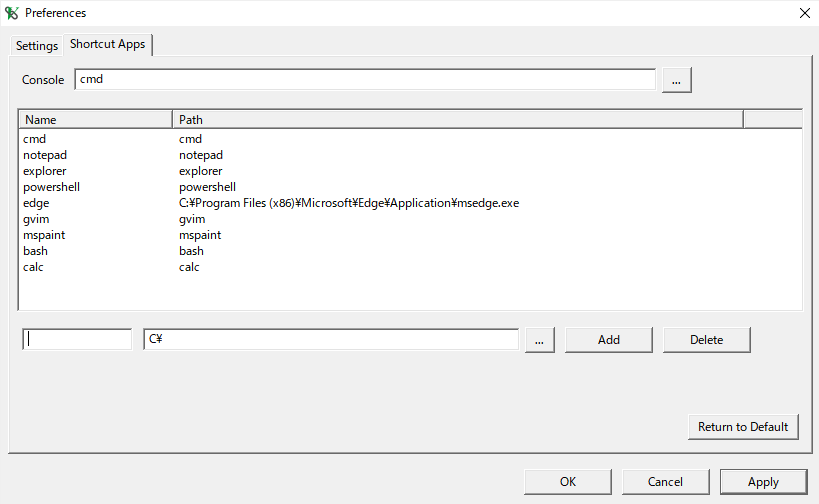 Preferences
Settings Shortcut Apps
Console cmd ...
Name Path
cmd cmd
notepad notepad
explorer explorer
powershell powershell
edge C:¥Program Files (x86)¥Microsoft¥Edge¥Application¥msedge.exe
gvim gvim
mspaint mspaint
bash bash
calc calc
C¥ ... Add Delete
Return to Default
OK Cancel Apply